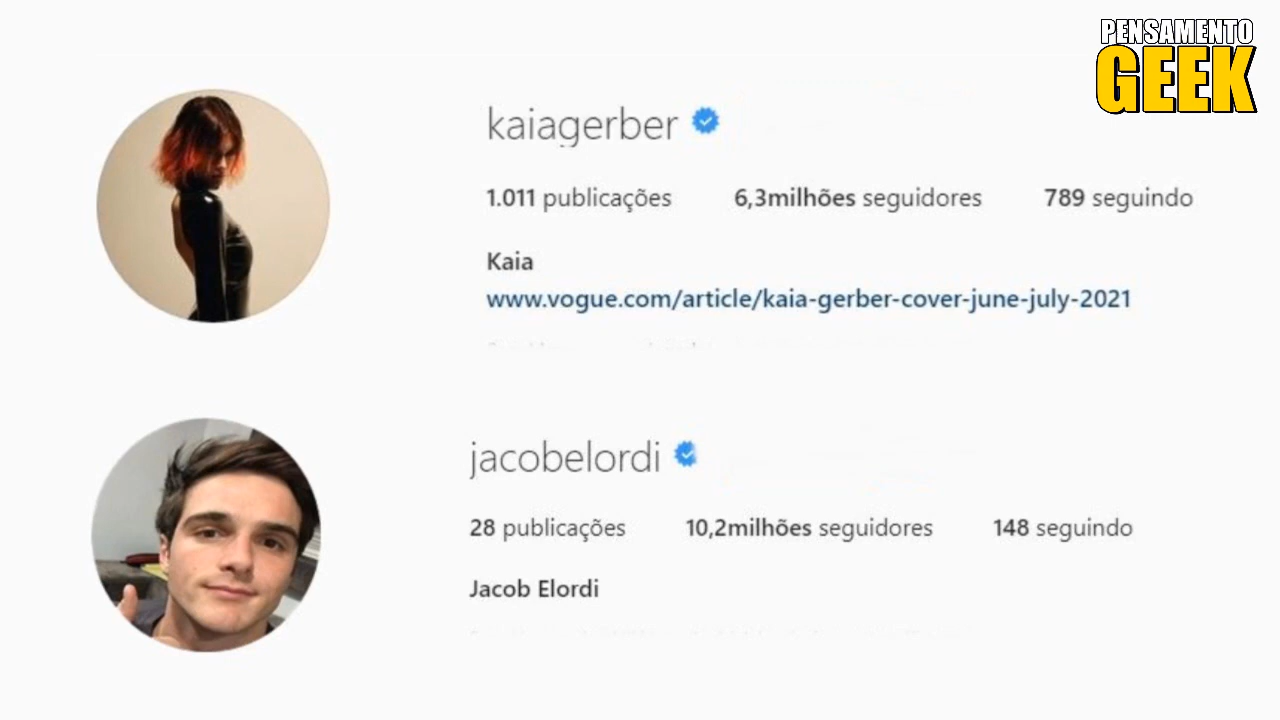 PENSAMENTO
GEEK
kaiagerber
1.011 publicações 6,3milhões seguidores 789 seguindo
Kaia
www.vogue.com/article/kaia-gerber-cover-june-july-2021
jacobelordi
28 publicações 10,2milhões seguidores 148 seguindo
Jacob Elordi